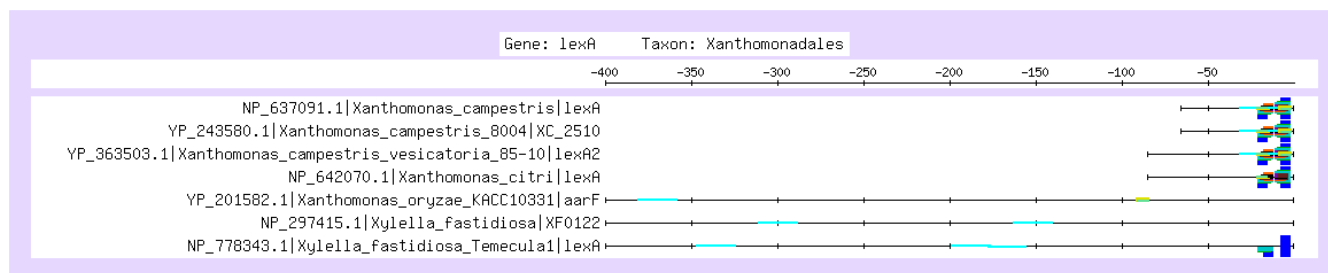 Gene: lexA Taxon: Xanthomonadales
-400 -350 -300 -250 -200 -150 -100 -50
NP_637091.1|Xanthomonas_campestris|lexA
YP_243580.1|Xanthomonas_campestris_8004|XC_2510
YP_363503.1|Xanthomonas_campestris_vesicatoria_85-10|lexA2
NP_642070.1|Xanthomonas_citri|lexA
YP_201582.1|Xanthomonas_oryzae_KACC10331|aarF
NP_297415.1|Xylella_fastidiosa|XF0122
NP_778343.1|Xylella_fastidiosa_Temecula1|lexA